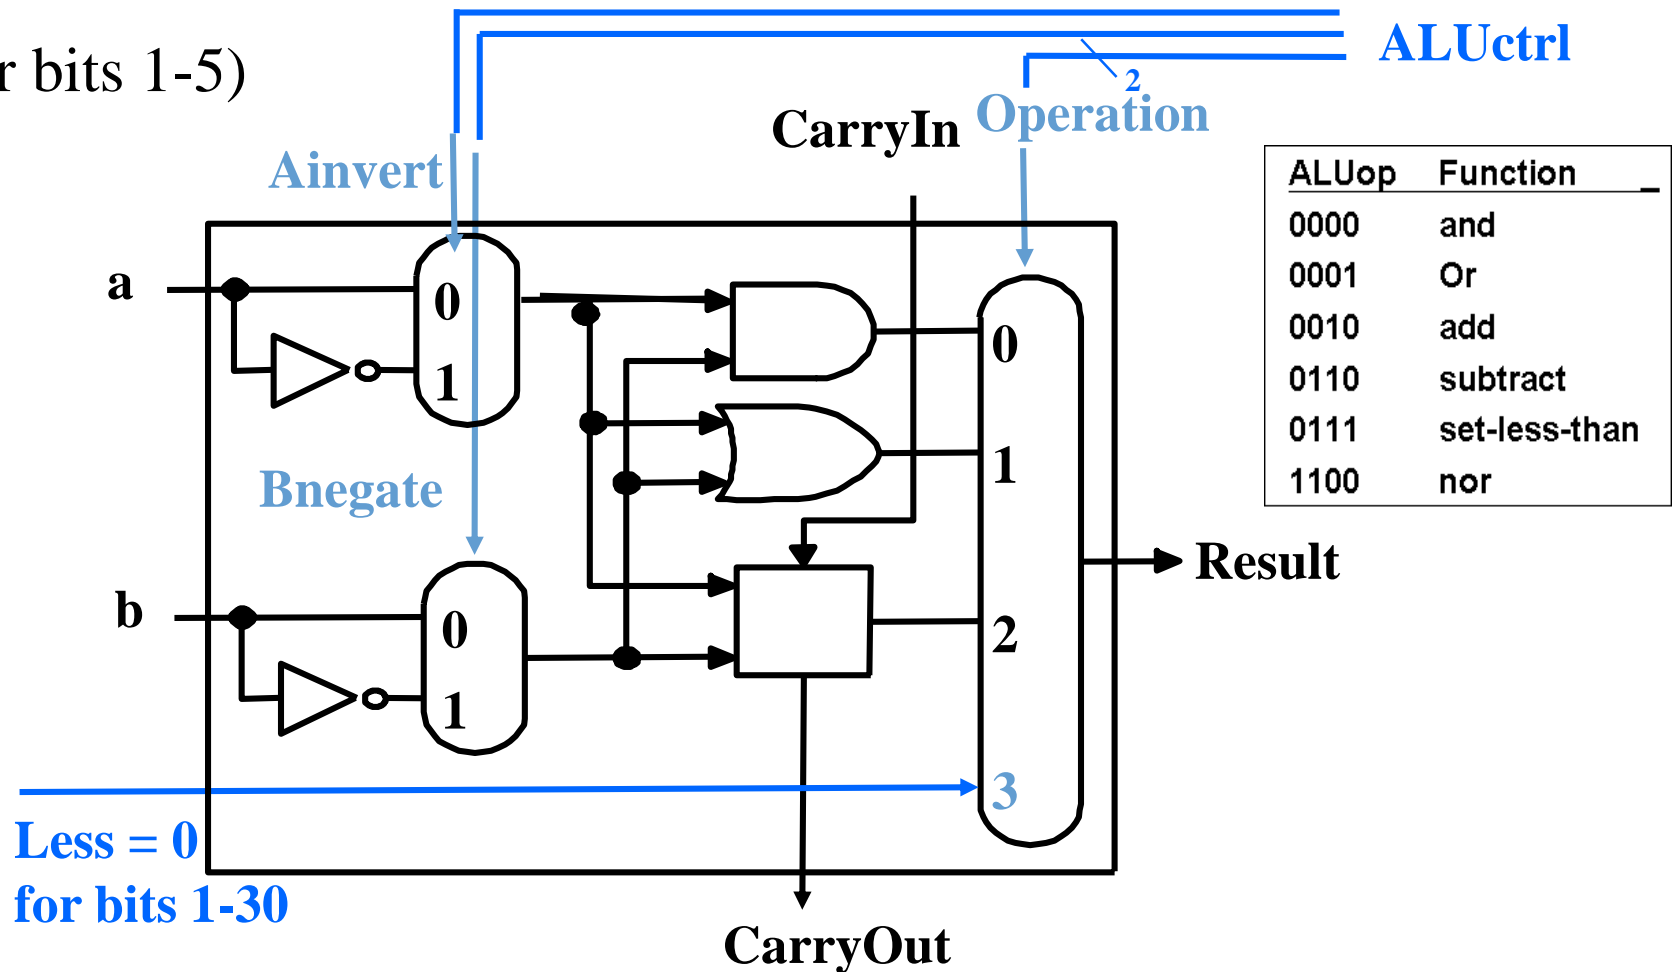 r bits 1-5)
ALUctrl
2
Operation
CarryIn
Ainvert
ALUop Function _
0000 and
0001 Or
0010 add
0110 subtract
0111 set-less-than
1100 nor
a
0
1
0
1
2
3
Bnegate
Result
b
0
1
Less = 0
for bits 1-30
CarryOut